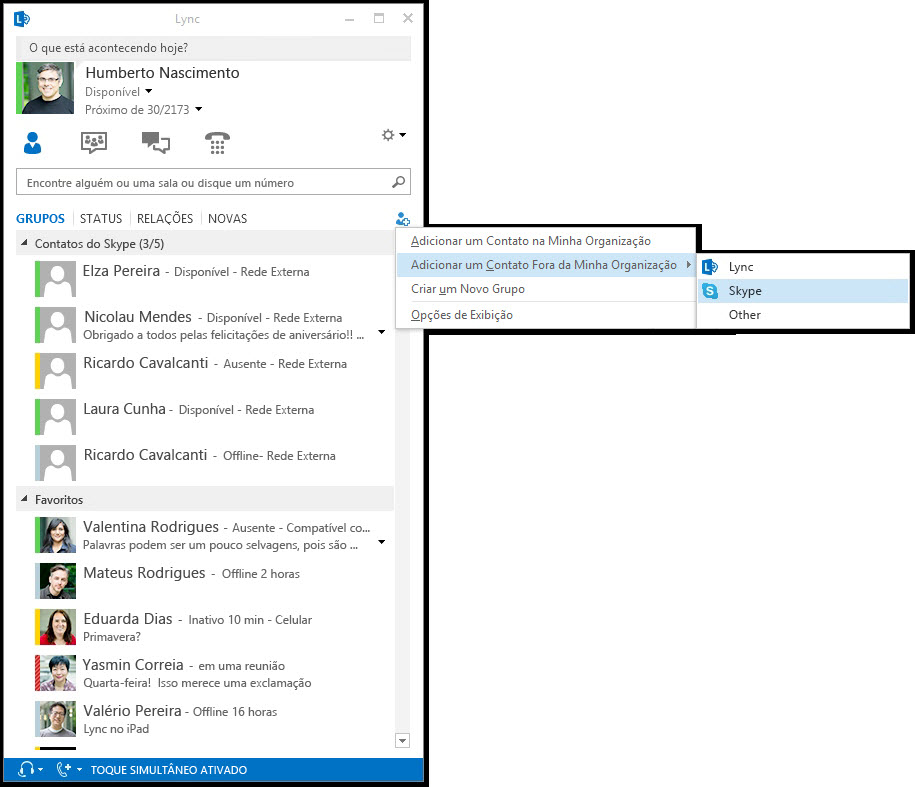 Lync
O que está acontecendo hoje?
Humberto Nascimento
Disponível
Próximo de 30/2173
Encontre alguém ou uma sala ou disque um número
GRUPOS STATUS RELAÇÕES NOVAS
Adicionar um Contato na Minha Organização
Adicionar um Contato Fora da Minha Organização
Criar um Novo Grupo
Opções de Exibição
Lync
Skype
Other
Contatos do Skype (3/5)
Elza Pereira - Disponível - Rede Externa
Nicolau Mendes - Disponível - Rede Externa
Obrigado a todos pelas felicitações de aniversário!! ...
Ricardo Cavalcanti - Ausente - Rede Externa
Laura Cunha - Disponível - Rede Externa
Ricardo Cavalcanti - Offline- Rede Externa
Favoritos
Valentina Rodrigues - Ausente - Compatível co...
Palavras podem ser um pouco selvagens, pois são ...
Mateus Rodrigues - Offline 2 horas
Eduarda Dias - Inativo 10 min - Celular
Primavera?
Yasmin Correia - em uma reunião
Quarta-feira! Isso merece uma exclamação
Valério Pereira - Offline 16 horas
Lync no iPad
TOQUE SIMULTÂNEO ATIVADO